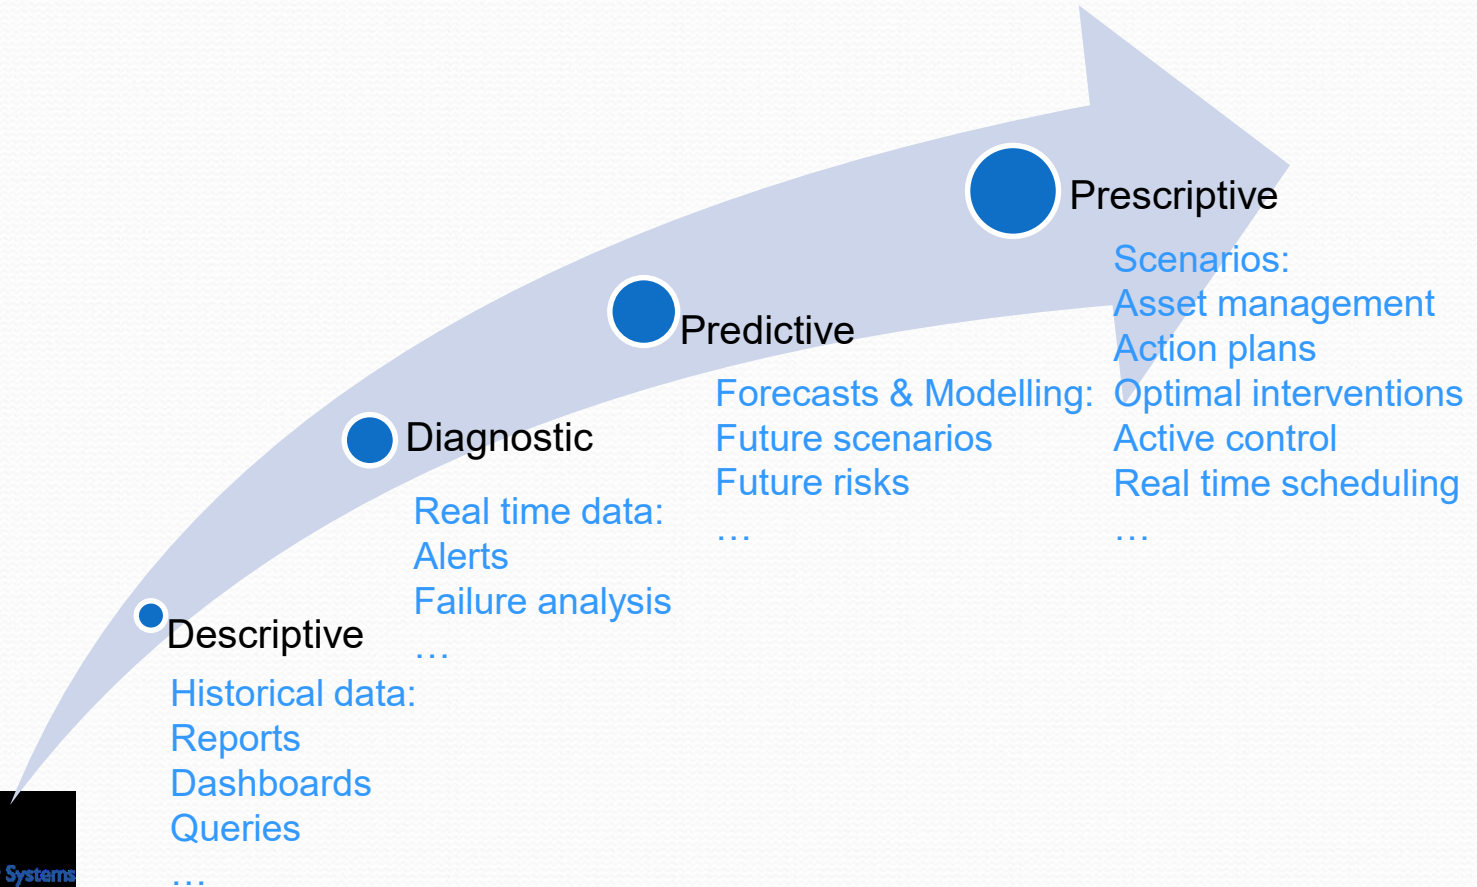 Prescriptive
Scenarios:
Asset management
Action plans
Optimal interventions
Active control
Real time scheduling
…
Predictive
Forecasts & Modelling:
Future scenarios
Future risks
…
Diagnostic
Real time data:
Alerts
Failure analysis
…
Descriptive
Historical data:
Reports
Dashboards
Queries
…
Systems